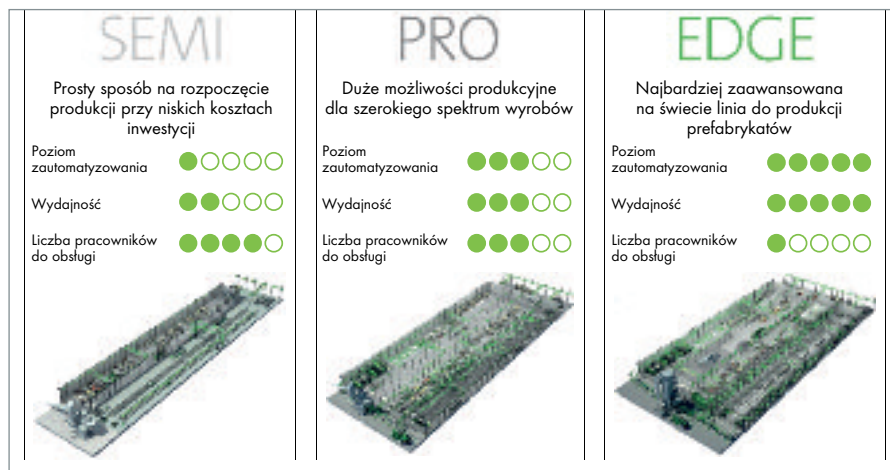 SEMI
Prosty sposób na rozpoczęcie
produkcji przy niskich kosztach
inwestycji
Poziom
zautomatyzowania
Wydajność
Liczba pracowników
do obsługi
PRO
Duże możliwości produkcyjne
dla szerokiego spektrum wyrobów
Poziom
zautomatyzowania
Wydajność
Liczba pracowników
do obsługi
EDGE
Najbardziej zaawansowana
na świecie linia do produkcji
prefabrykatów
Poziom
zautomatyzowania
Wydajność
Liczba pracowników
do obsługi